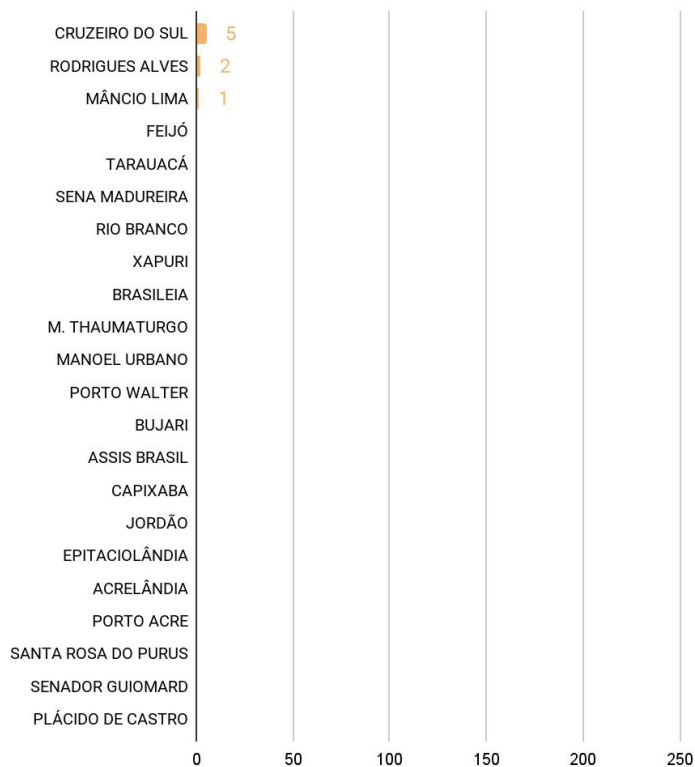 CRUZEIRO DO SUL 5
RODRIGUES ALVES 2
MÂNCIO LIMA 1
FEIJÓ
TARAUACÁ
SENA MADUREIRA
RIO BRANCO
XAPURI
BRASILEIA
M. THAUMATURGO
MANOEL URBANO
PORTO WALTER
BUJARI
ASSIS BRASIL
CAPIXABA
JORDÃO
EPITACIOLÂNDIA
ACRELÂNDIA
PORTO ACRE
SANTA ROSA DO PURUS
SENADOR GUIOMARD
PLÁCIDO DE CASTRO
0 50 100 150 200 250